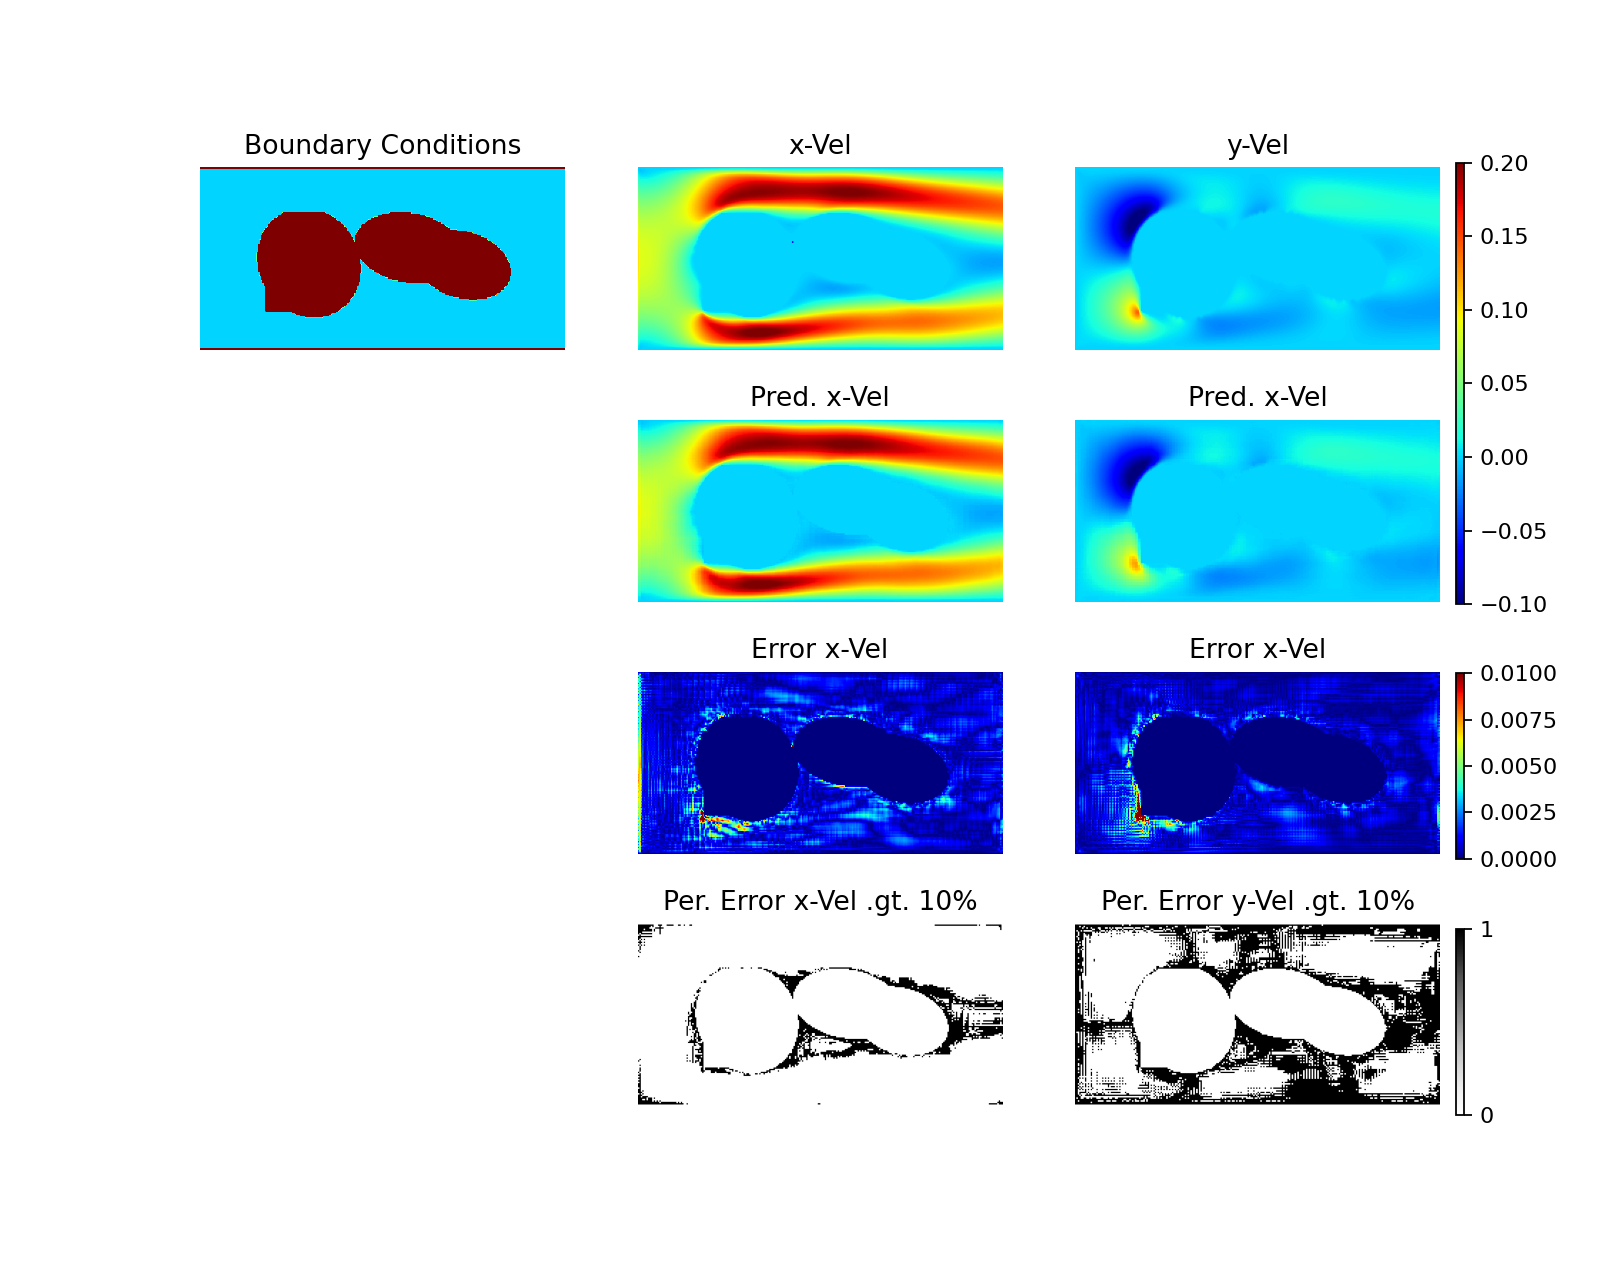 Boundary Conditions
x-Vel
y-Vel
0.20
0.15
0.10
0.05
0.00
−0.05
−0.10
Pred. x-Vel
Pred. x-Vel
Error x-Vel
Error x-Vel
0.0100
0.0075
0.0050
0.0025
0.0000
Per. Error x-Vel .gt. 10%
Per. Error y-Vel .gt. 10%
1
0